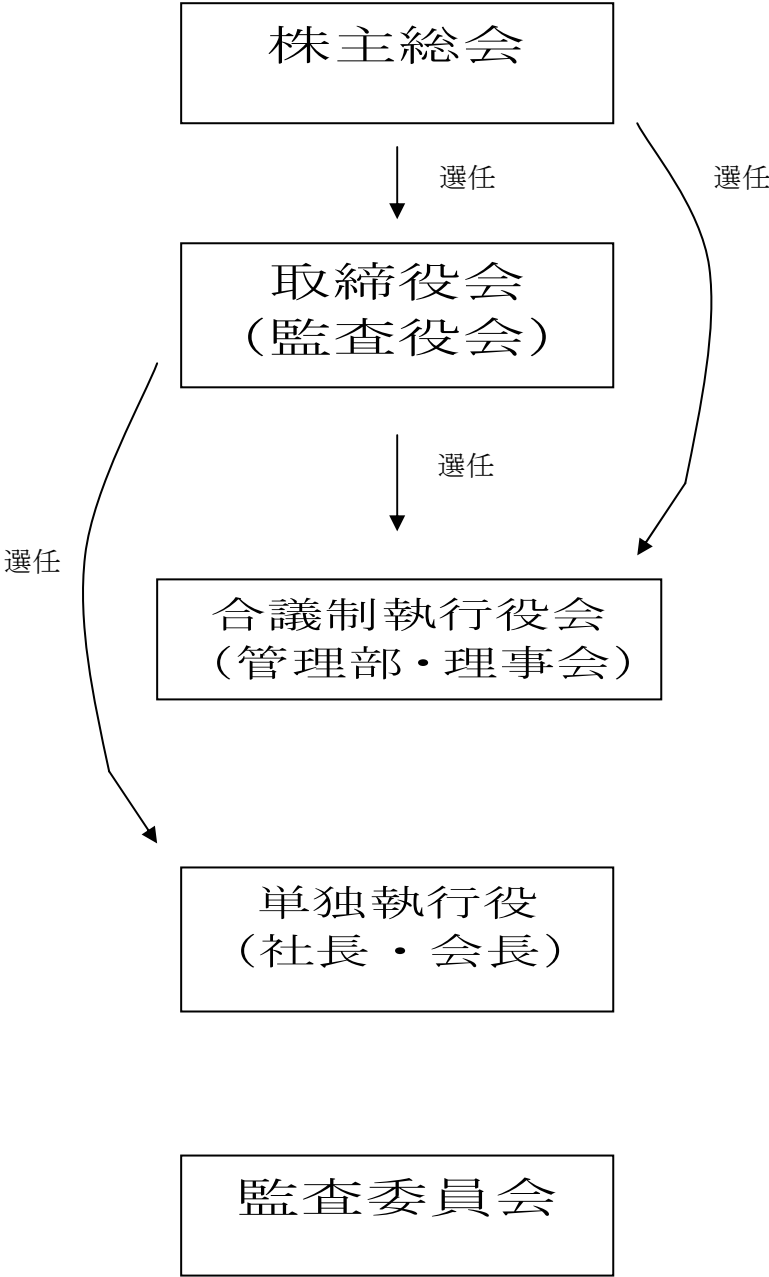 株主総会
選任
選任
取締役会
（監査役会）
選任
選任
合議制執行役会
（管理部・理事会）
単独執行役
（社長・会長）
監査委員会